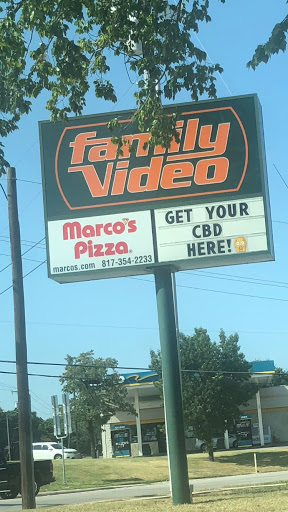 family
Video
Marco's
Pizza
marcos.com 817-354-2233
GET YOUR
CBD
HERE!